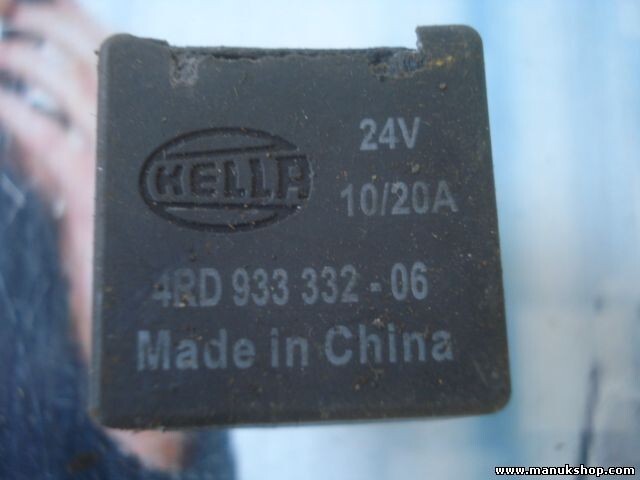 HELLA
24V
10/20A
4RD 933 332 - 06
Made in China
www.manukshop.com